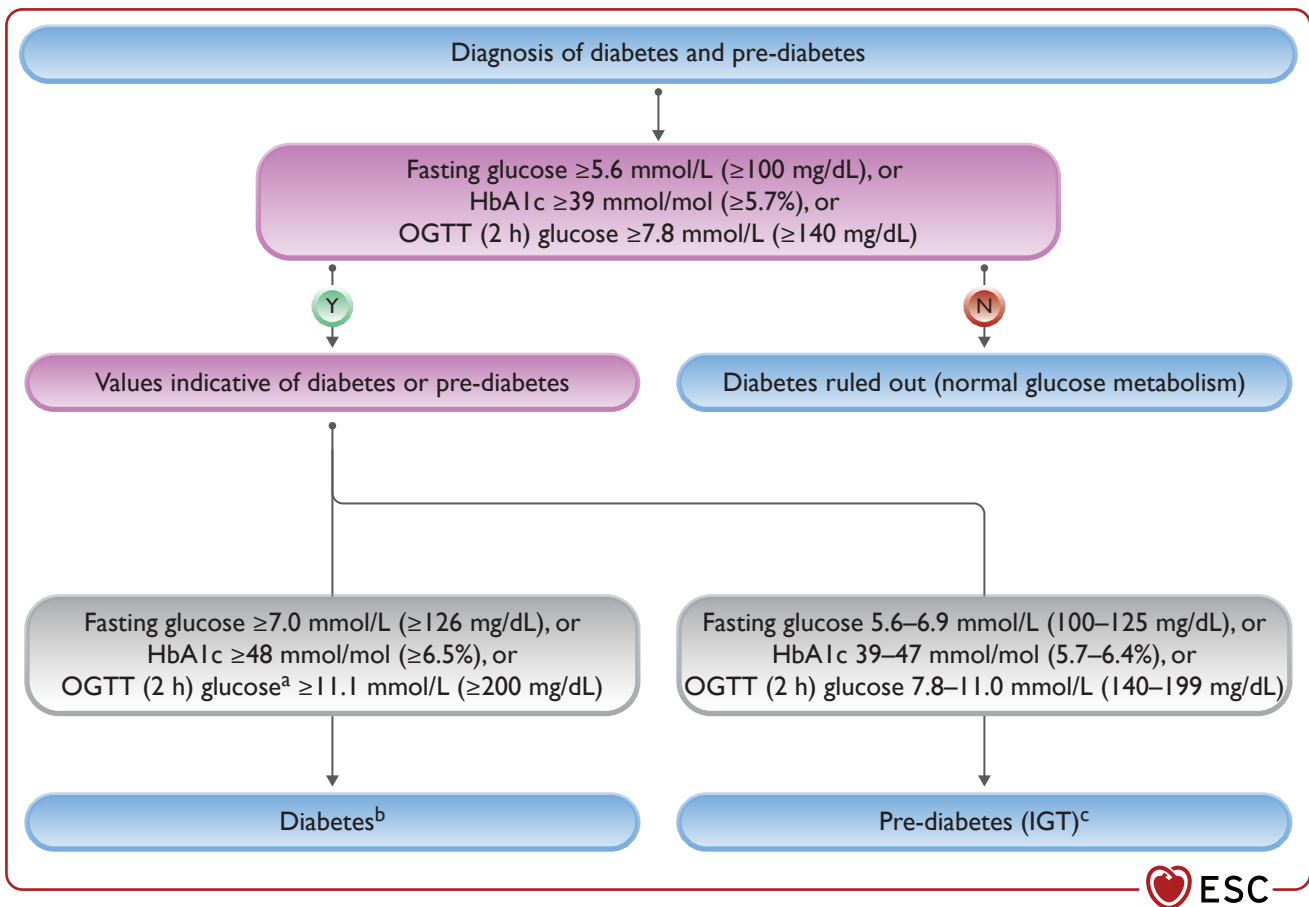 Diagnosis of diabetes and pre-diabetes
Fasting glucose ≥5.6 mmol/L (≥100 mg/dL), or
HbA1c ≥39 mmol/mol (≥5.7%), or
OGTT (2 h) glucose ≥7.8 mmol/L (≥140 mg/dL)
Y
N
Values indicative of diabetes or pre-diabetes
Diabetes ruled out (normal glucose metabolism)
Fasting glucose ≥7.0 mmol/L (≥126 mg/dL), or
HbA1c ≥48 mmol/mol (≥6.5%), or
OGTT (2 h) glucoseᵃ ≥11.1 mmol/L (≥200 mg/dL)
Fasting glucose 5.6–6.9 mmol/L (100–125 mg/dL), or
HbA1c 39–47 mmol/mol (5.7–6.4%), or
OGTT (2 h) glucose 7.8–11.0 mmol/L (140–199 mg/dL)
Diabetesᵇ
Pre-diabetes (IGT)ᶜ
ESC